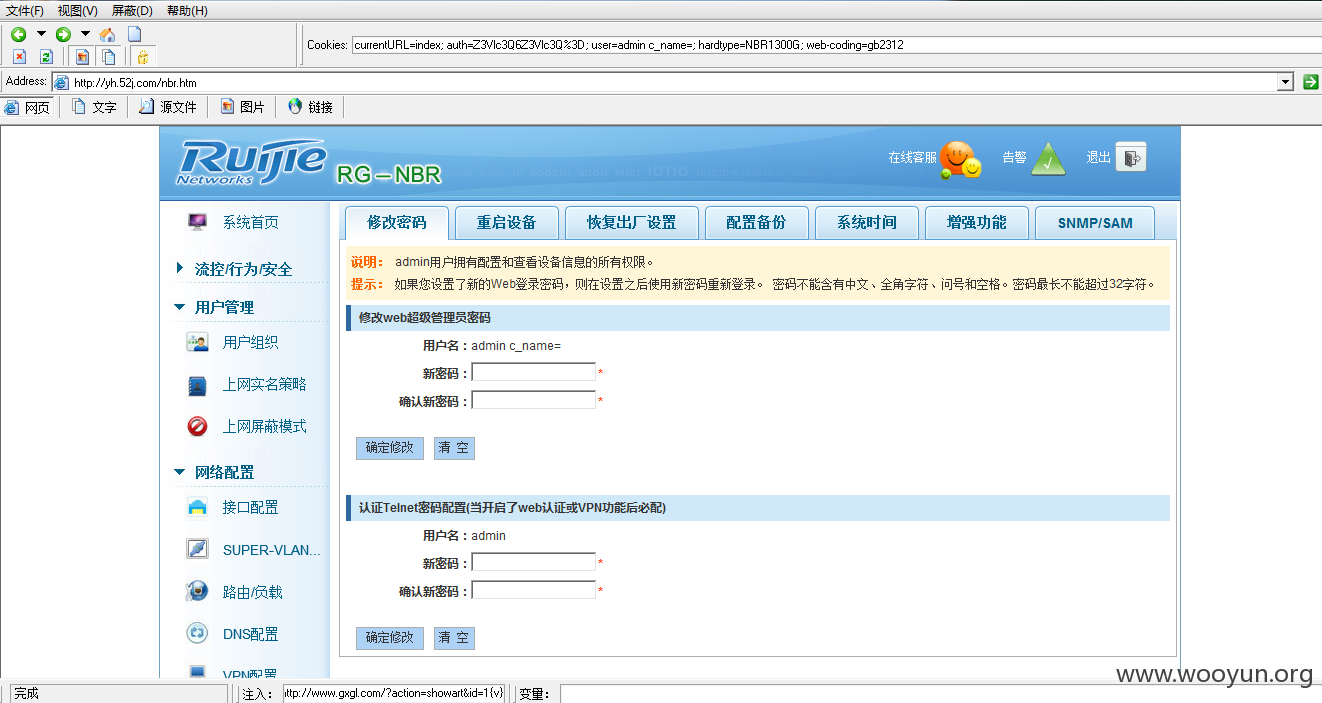 文件(F) 视图(V) 屏蔽(D) 帮助(H)
Cookies: currentURL=index; auth=Z3Vlc3Q6Z3Vlc3Q%3D; user=admin c_name=; hardtype=NBR1300G; web-coding=gb2312
Address: http://yh.52j.com/nbr.htm
网页 文字 源文件 图片 链接
Ruijie Networks RG-NBR
在线客服 告警 退出
系统首页
流控/行为/安全
用户管理
用户组织
上网实名策略
上网屏蔽模式
网络配置
接口配置
SUPER-VLAN...
路由/负载
DNS配置
VPN配置
修改密码 重启设备 恢复出厂设置 配置备份 系统时间 增强功能 SNMP/SAM
说明： admin用户拥有配置和查看设备信息的所有权限。
提示： 如果您设置了新的Web登录密码，则在设置之后使用新密码重新登录。 密码不能含有中文、全角字符、问号和空格。密码最长不能超过32字符。
修改web超级管理员密码
用户名：admin c_name=
新密码： *
确认新密码： *
确定修改 清 空
认证Telnet密码配置(当开启了web认证或VPN功能后必配)
用户名：admin
新密码： *
确认新密码： *
确定修改 清 空
www.wooyun.org
完成 注入： ttp://www.gxgl.com/?action=showart&id=1{v} 变量：